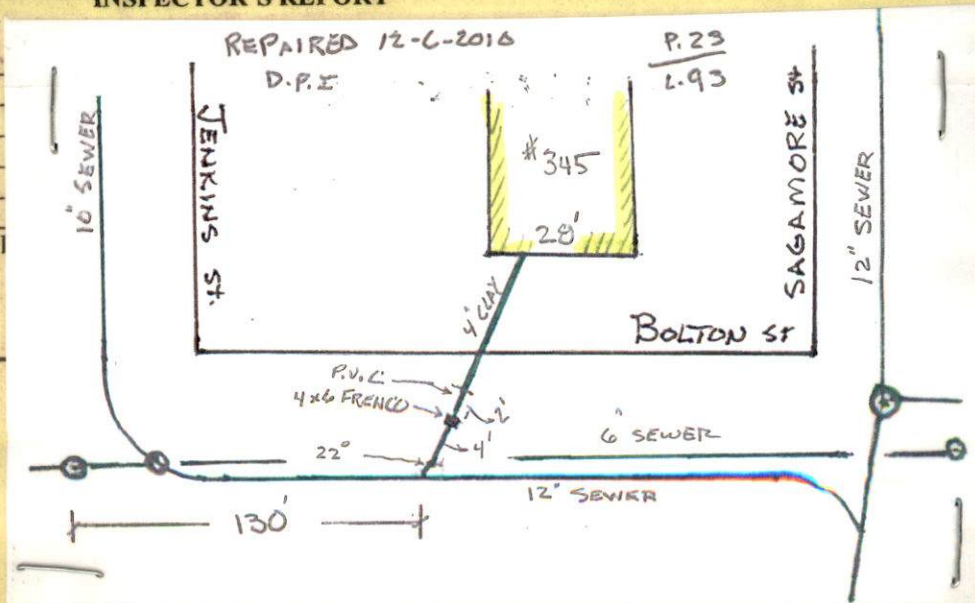 INSPECTOR'S REPORT
REPAIRED 12-6-2010
D.P.I
P.23
L.93
10" SEWER
JENKINS St.
#345
28'
SAGAMORE St
12" SEWER
4" CLAY
BOLTON St
P.V.C.
4x6 FRENCO
2'
4'
22°
6" SEWER
12" SEWER
130'